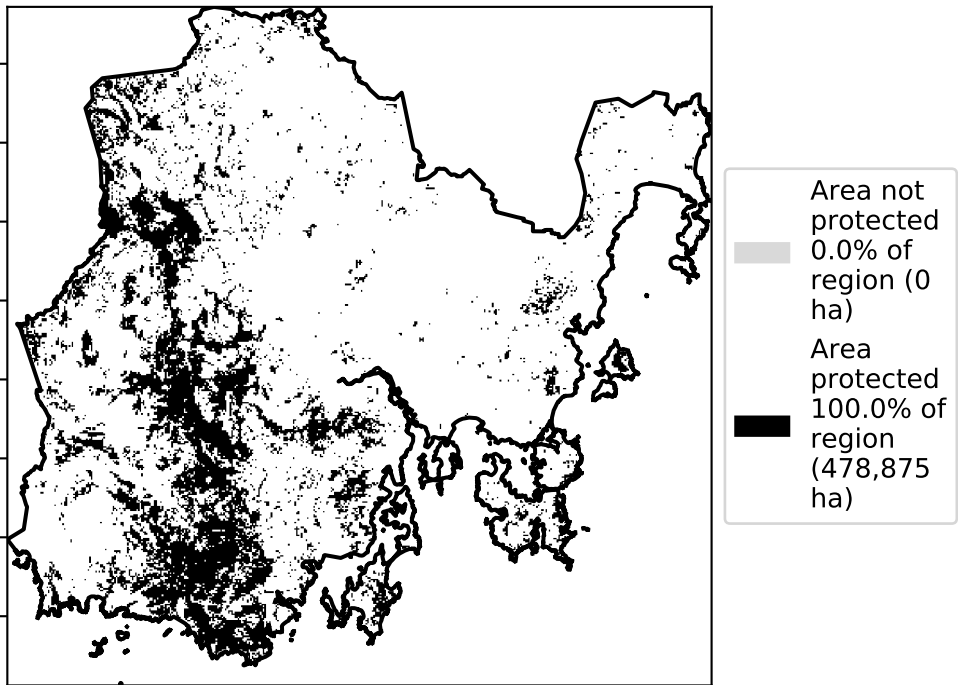 Area not
protected
0.0% of
region (0
ha)
Area
protected
100.0% of
region
(478,875
ha)